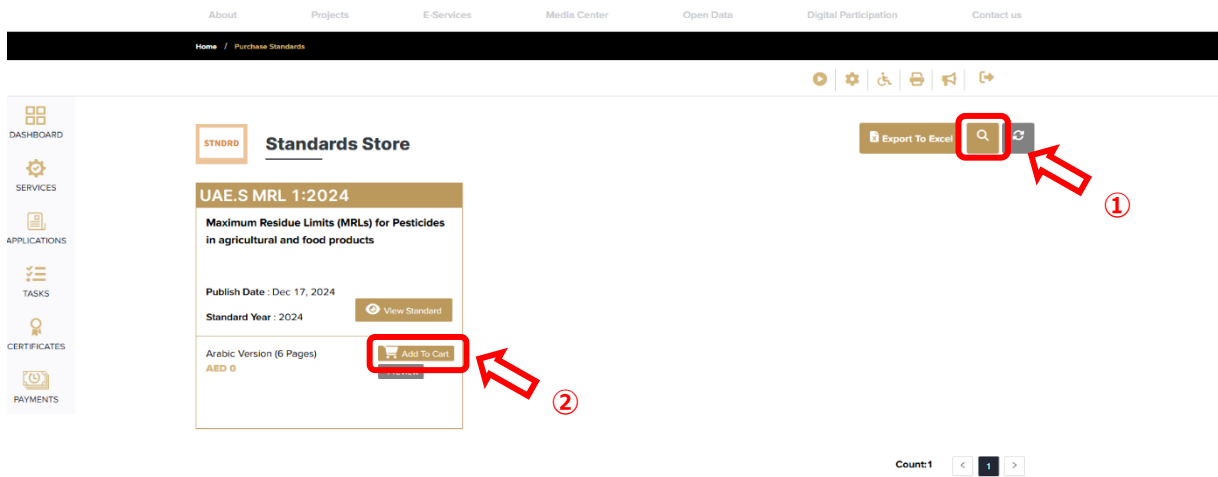 About Projects E-Services Media Center Open Data Digital Participation Contact us
Home / Purchase Standards
DASHBOARD
SERVICES
APPLICATIONS
TASKS
CERTIFICATES
PAYMENTS
STNDRD
Standards Store
Export To Excel
①
UAE.S MRL 1:2024
Maximum Residue Limits (MRLs) for Pesticides
in agricultural and food products
Publish Date : Dec 17, 2024
View Standard
Standard Year : 2024
Arabic Version (6 Pages)
Add To Cart
AED 0
②
Count:1 < 1 >